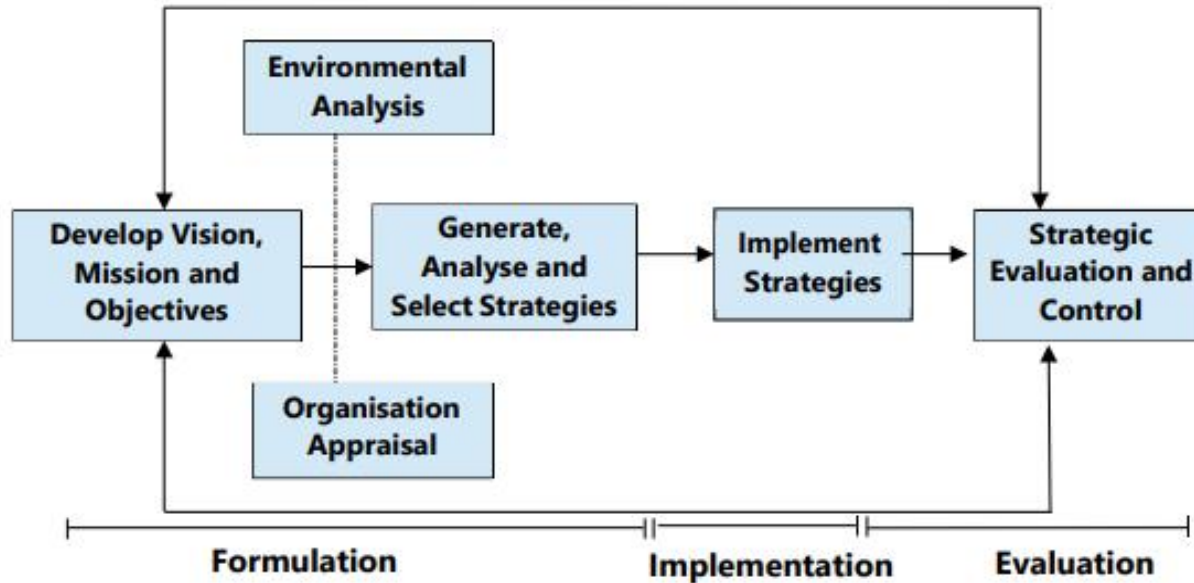 Environmental
Analysis
Develop Vision,
Mission and
Objectives
Generate,
Analyse and
Select Strategies
Implement
Strategies
Strategic
Evaluation and
Control
Organisation
Appraisal
Formulation
Implementation
Evaluation